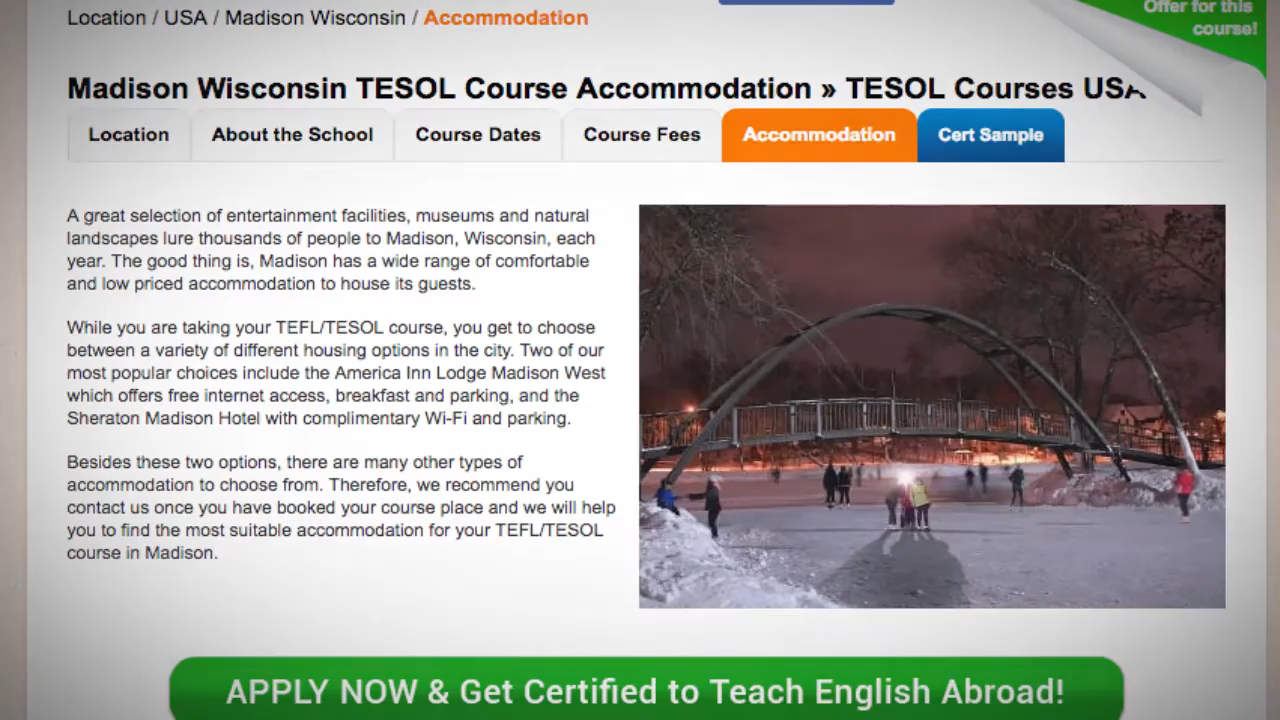 Location / USA / Madison Wisconsin / Accommodation
Offer for this
course!
Madison Wisconsin TESOL Course Accommodation » TESOL Courses USA
Location
About the School
Course Dates
Course Fees
Accommodation
Cert Sample
A great selection of entertainment facilities, museums and natural
landscapes lure thousands of people to Madison, Wisconsin, each
year. The good thing is, Madison has a wide range of comfortable
and low priced accommodation to house its guests.
While you are taking your TEFL/TESOL course, you get to choose
between a variety of different housing options in the city. Two of our
most popular choices include the America Inn Lodge Madison West
which offers free internet access, breakfast and parking, and the
Sheraton Madison Hotel with complimentary Wi-Fi and parking.
Besides these two options, there are many other types of
accommodation to choose from. Therefore, we recommend you
contact us once you have booked your course place and we will help
you to find the most suitable accommodation for your TEFL/TESOL
course in Madison.
APPLY NOW & Get Certified to Teach English Abroad!